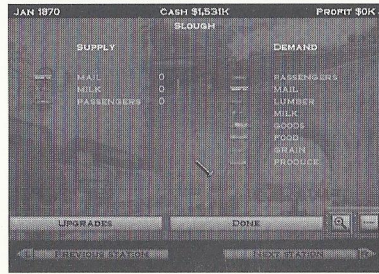 JAN 1870 CASH $1,531K PROFIT $0K
SLOUGH
SUPPLY DEMAND
MAIL 0
MILK 0
PASSENGERS 0
PASSENGERS
MAIL
LUMBER
MILK
GOODS
FOOD
GRAIN
PRODUCE
UPGRADES DONE
PREVIOUS STATION NEXT STATION